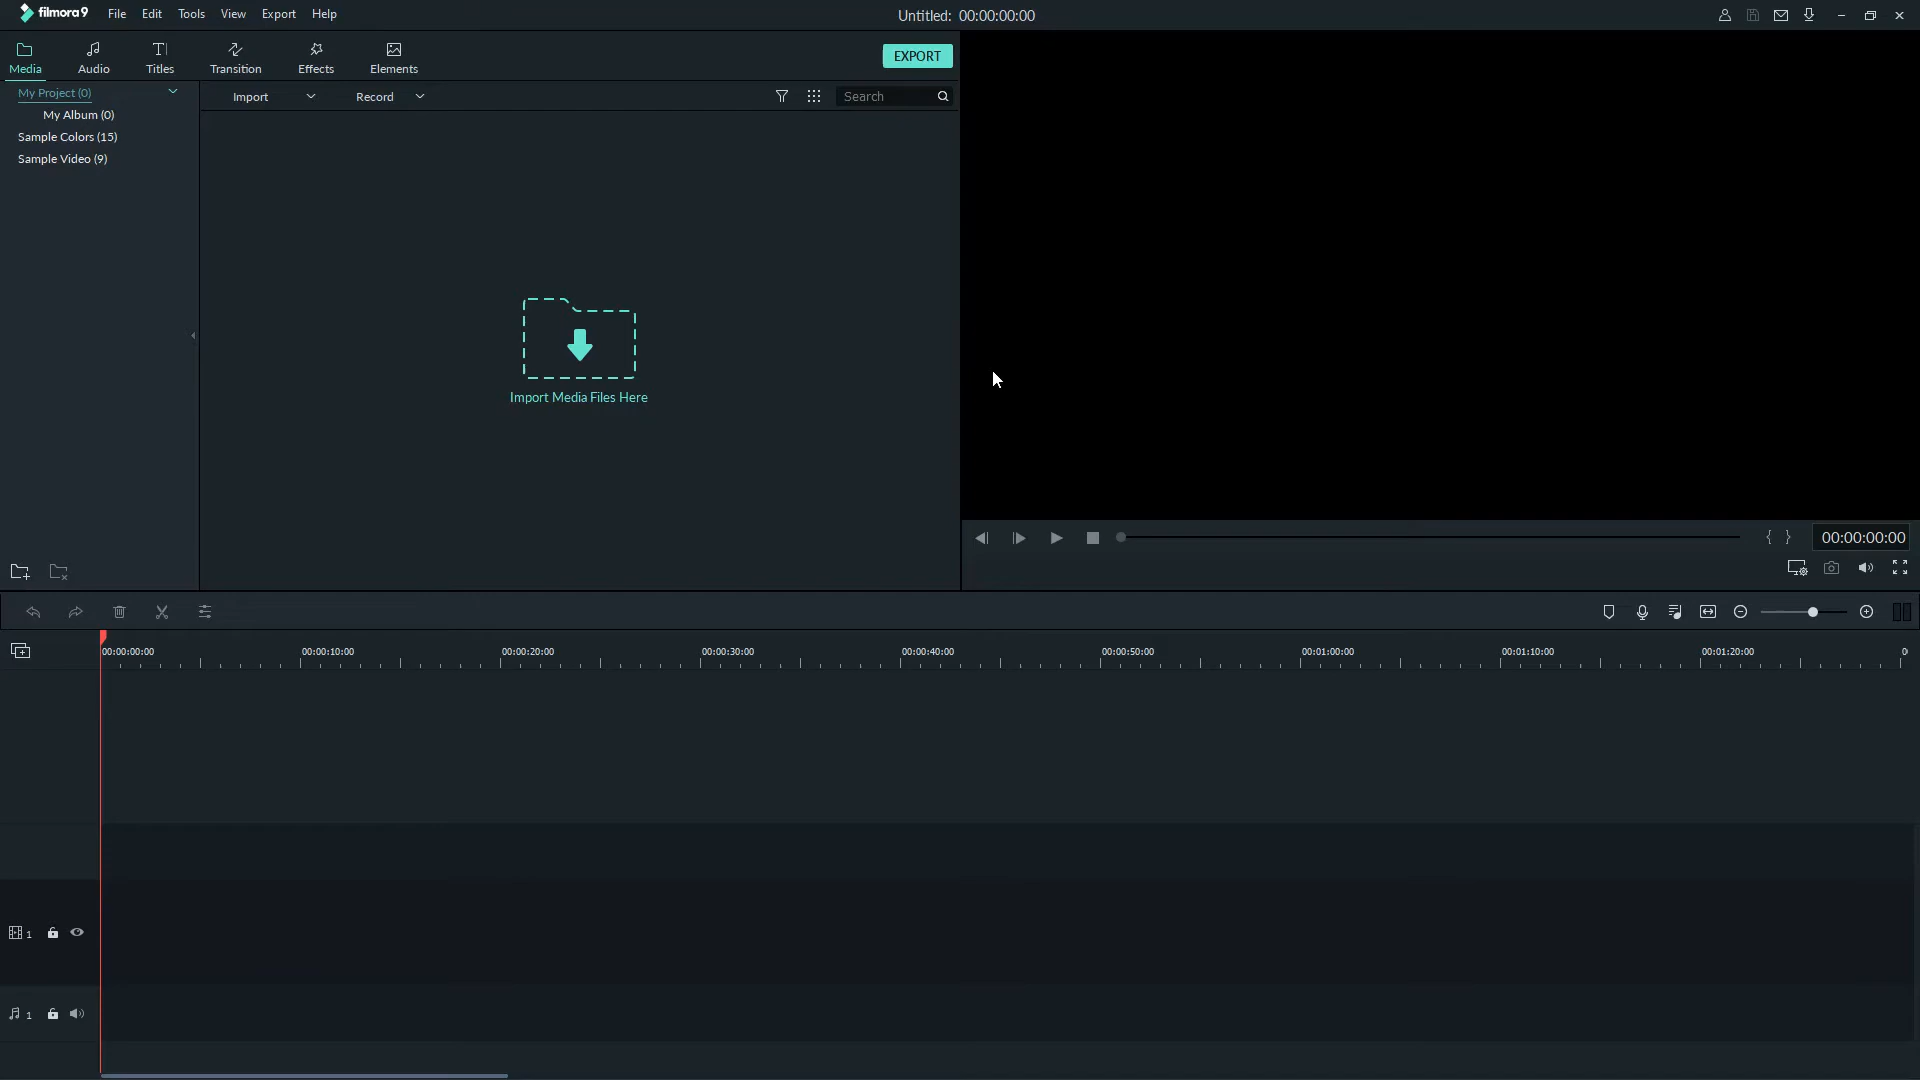 filmora9 File Edit Tools View Export Help Untitled: 00:00:00:00
Media Audio Titles Transition Effects Elements EXPORT
My Project (0) Import Record Search
My Album (0)
Sample Colors (15)
Sample Video (9)
Import Media Files Here
{ } 00:00:00:00
00:00:00:00 00:00:10:00 00:00:20:00 00:00:30:00 00:00:40:00 00:00:50:00 00:01:00:00 00:01:10:00 00:01:20:00
1
1